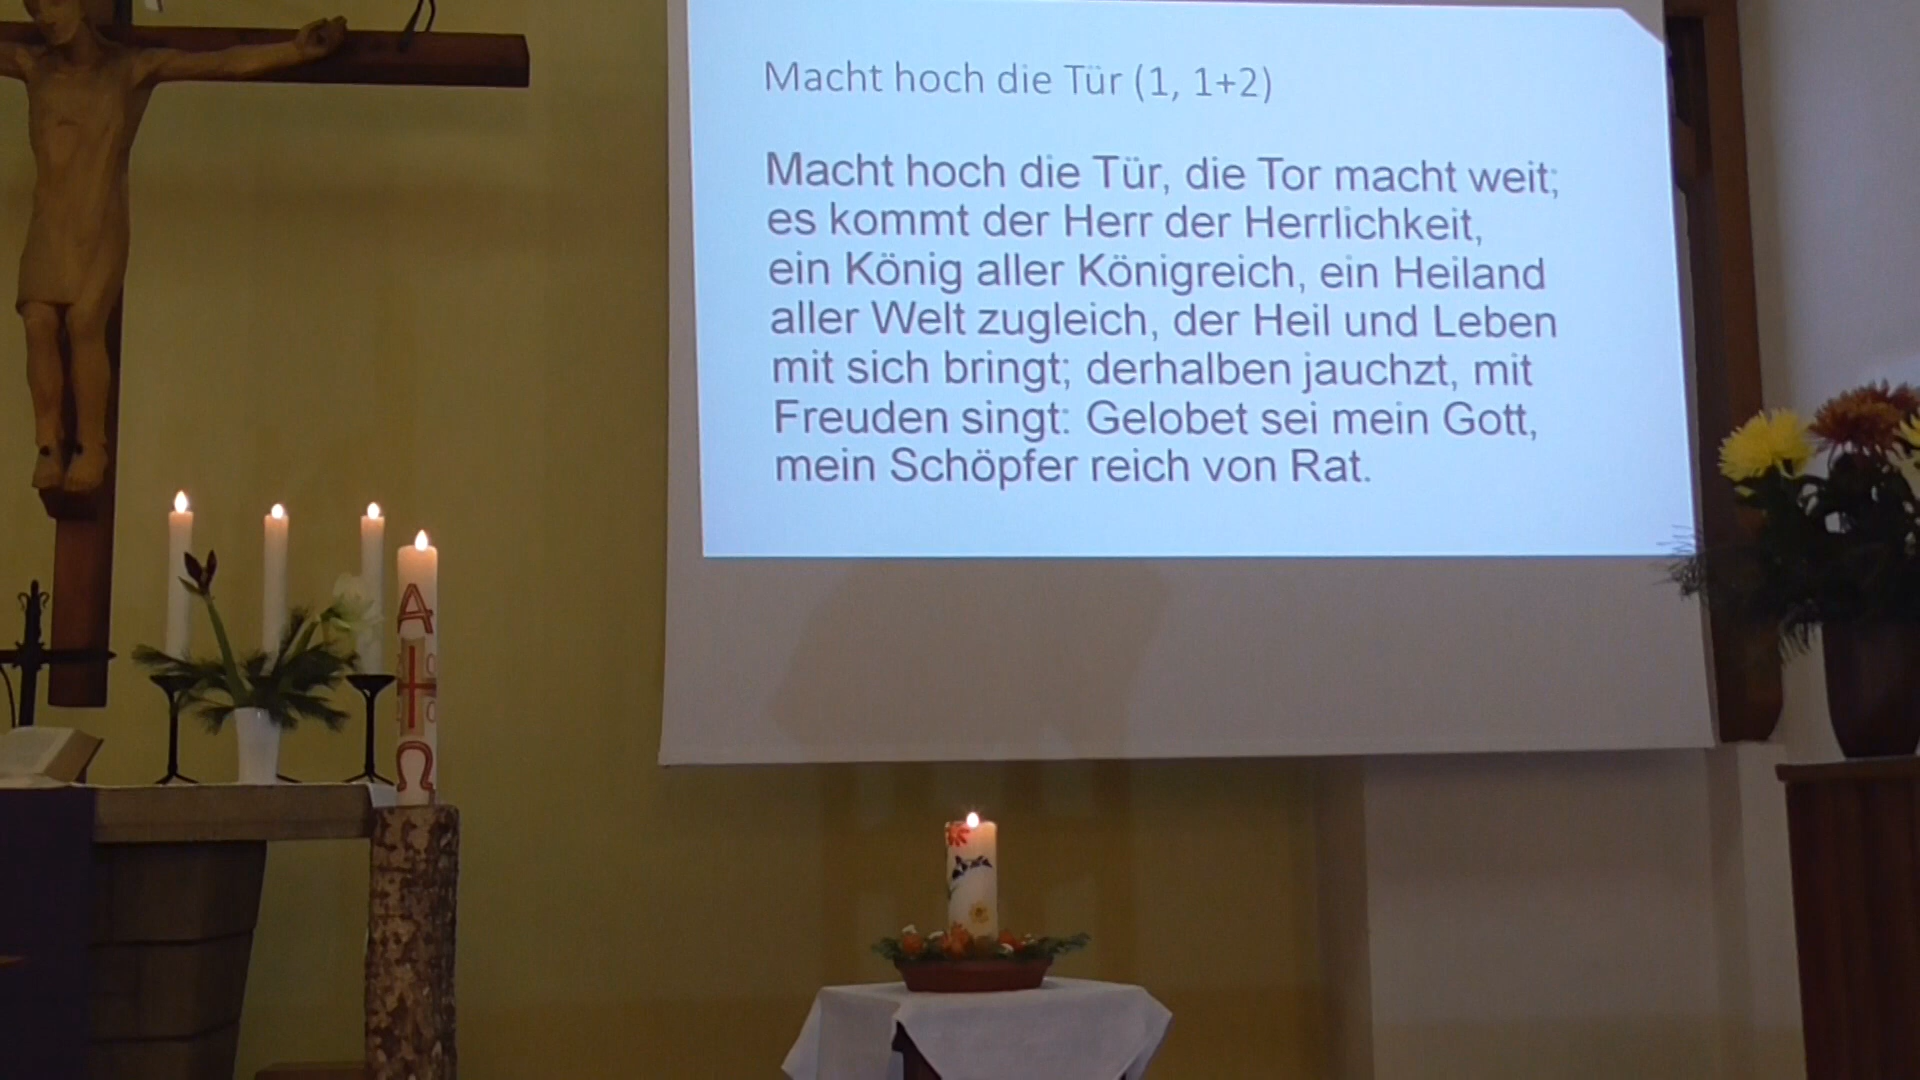 Macht hoch die Tür (1, 1+2)
Macht hoch die Tür, die Tor macht weit;
es kommt der Herr der Herrlichkeit,
ein König aller Königreich, ein Heiland
aller Welt zugleich, der Heil und Leben
mit sich bringt; derhalben jauchzt, mit
Freuden singt: Gelobet sei mein Gott,
mein Schöpfer reich von Rat.
Α
Ω